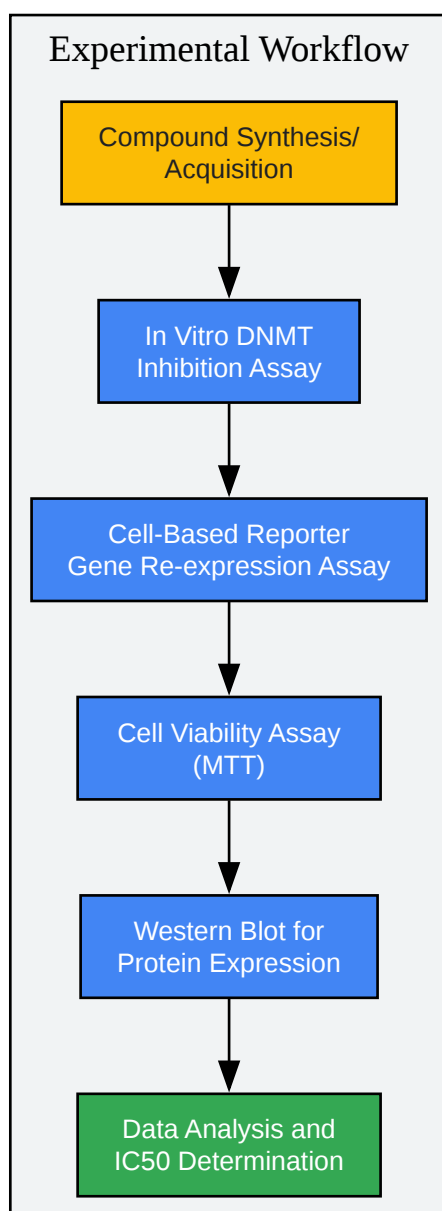 Experimental Workflow
Compound Synthesis/
Acquisition
In Vitro DNMT
Inhibition Assay
Cell-Based Reporter
Gene Re-expression Assay
Cell Viability Assay
(MTT)
Western Blot for
Protein Expression
Data Analysis and
IC50 Determination